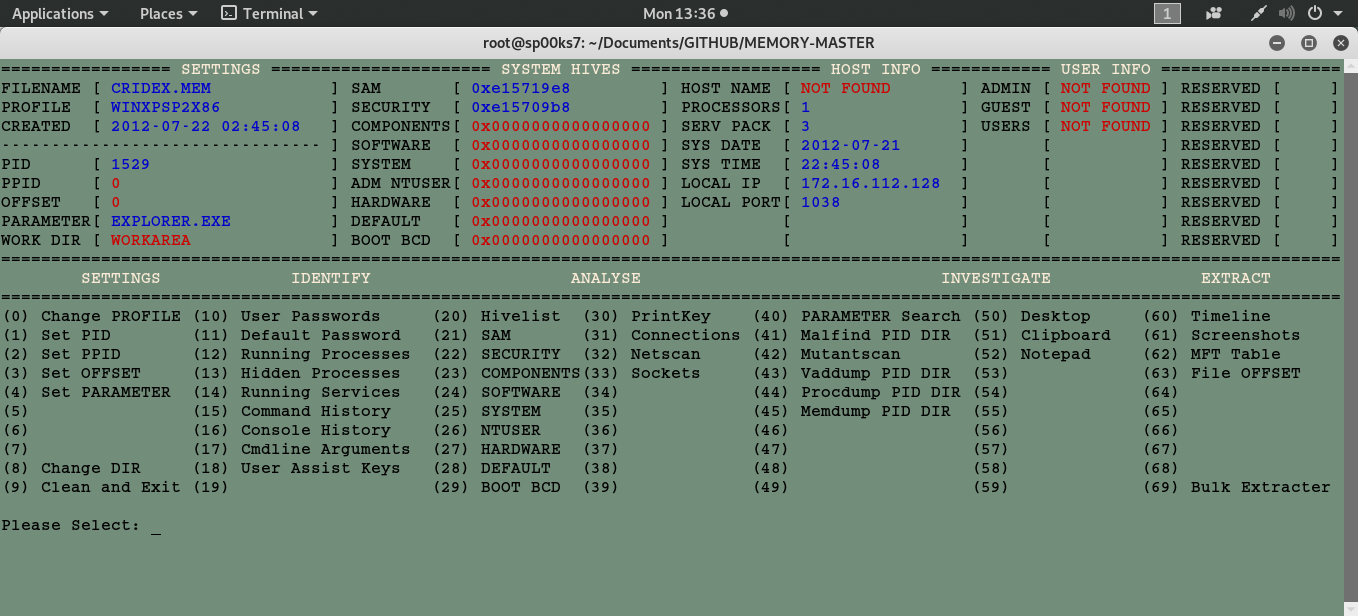 Applications Places Terminal Mon 13:36 1
root@sp00ks7: ~/Documents/GITHUB/MEMORY-MASTER
================== SETTINGS ====================== SYSTEM HIVES =================== HOST INFO ========== USER INFO ==================
FILENAME [ CRIDEX.MEM ] SAM [ 0xe15719e8 ] HOST NAME [ NOT FOUND ] ADMIN [ NOT FOUND ] RESERVED [ ]
PROFILE [ WINXPSP2X86 ] SECURITY [ 0xe15709b8 ] PROCESSORS[ 1 ] GUEST [ NOT FOUND ] RESERVED [ ]
CREATED [ 2012-07-22 02:45:08 ] COMPONENTS[ 0x0000000000000000 ] SERV PACK [ 3 ] USERS [ NOT FOUND ] RESERVED [ ]
-------------------------------- ] SOFTWARE [ 0x0000000000000000 ] SYS DATE [ 2012-07-21 ] [ ] RESERVED [ ]
PID [ 1529 ] SYSTEM [ 0x0000000000000000 ] SYS TIME [ 22:45:08 ] [ ] RESERVED [ ]
PPID [ 0 ] ADM NTUSER[ 0x0000000000000000 ] LOCAL IP [ 172.16.112.128 ] [ ] RESERVED [ ]
OFFSET [ 0 ] HARDWARE [ 0x0000000000000000 ] LOCAL PORT[ 1038 ] [ ] RESERVED [ ]
PARAMETER[ EXPLORER.EXE ] DEFAULT [ 0x0000000000000000 ] [ ] [ ] RESERVED [ ]
WORK DIR [ WORKAREA ] BOOT BCD [ 0x0000000000000000 ] [ ] [ ] RESERVED [ ]
======================================================================================================================================
SETTINGS IDENTIFY ANALYSE INVESTIGATE EXTRACT
======================================================================================================================================
(0) Change PROFILE (10) User Passwords (20) Hivelist (30) PrintKey (40) PARAMETER Search (50) Desktop (60) Timeline
(1) Set PID (11) Default Password (21) SAM (31) Connections (41) Malfind PID DIR (51) Clipboard (61) Screenshots
(2) Set PPID (12) Running Processes (22) SECURITY (32) Netscan (42) Mutantscan (52) Notepad (62) MFT Table
(3) Set OFFSET (13) Hidden Processes (23) COMPONENTS(33) Sockets (43) Vaddump PID DIR (53) (63) File OFFSET
(4) Set PARAMETER (14) Running Services (24) SOFTWARE (34) (44) Procdump PID DIR (54) (64)
(5) (15) Command History (25) SYSTEM (35) (45) Memdump PID DIR (55) (65)
(6) (16) Console History (26) NTUSER (36) (46) (56) (66)
(7) (17) Cmdline Arguments (27) HARDWARE (37) (47) (57) (67)
(8) Change DIR (18) User Assist Keys (28) DEFAULT (38) (48) (58) (68)
(9) Clean and Exit (19) (29) BOOT BCD (39) (49) (59) (69) Bulk Extracter
Please Select: _